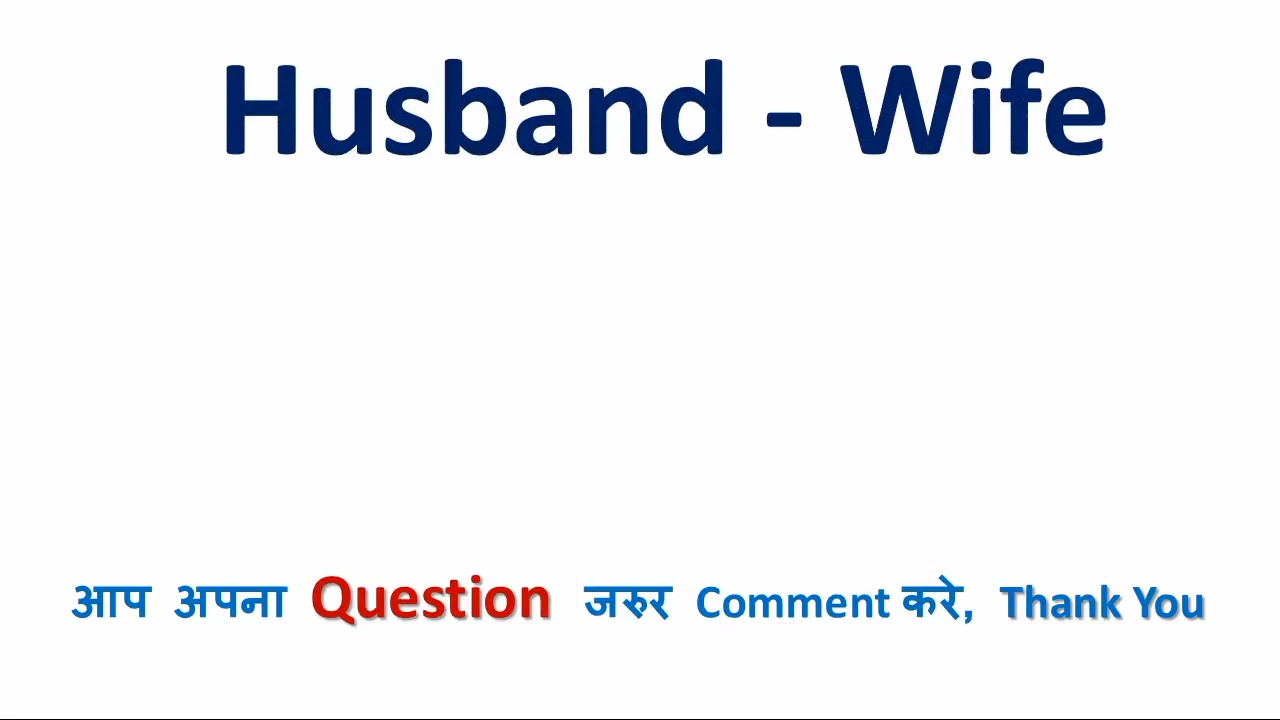 Husband - Wife
आप अपना Question जरुर Comment करे, Thank You